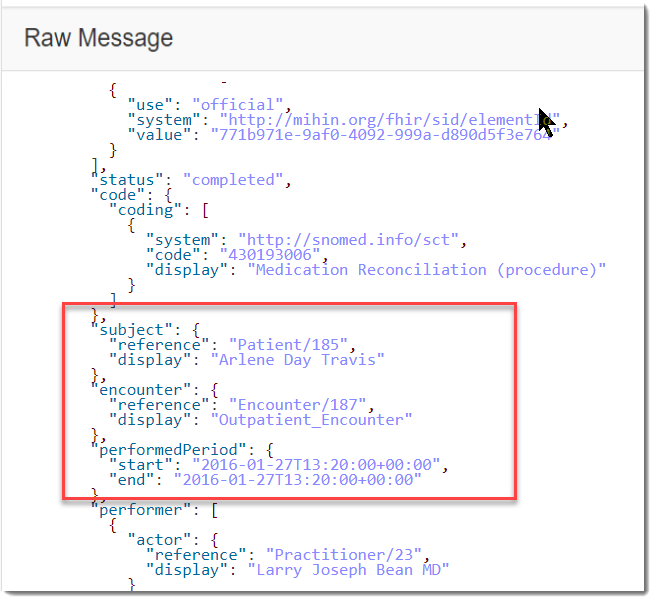 Raw Message
{
"use": "official",
"system": "http://mihin.org/fhir/sid/elementId",
"value": "771b971e-9af0-4092-999a-d890d5f3e764"
}
],
"status": "completed",
"code": {
"coding": [
{
"system": "http://snomed.info/sct",
"code": "430193006",
"display": "Medication Reconciliation (procedure)"
}
]
},
"subject": {
"reference": "Patient/185",
"display": "Arlene Day Travis"
},
"encounter": {
"reference": "Encounter/187",
"display": "Outpatient_Encounter"
},
"performedPeriod": {
"start": "2016-01-27T13:20:00+00:00",
"end": "2016-01-27T13:20:00+00:00"
},
"performer": [
{
"actor": {
"reference": "Practitioner/23",
"display": "Larry Joseph Bean MD"
}